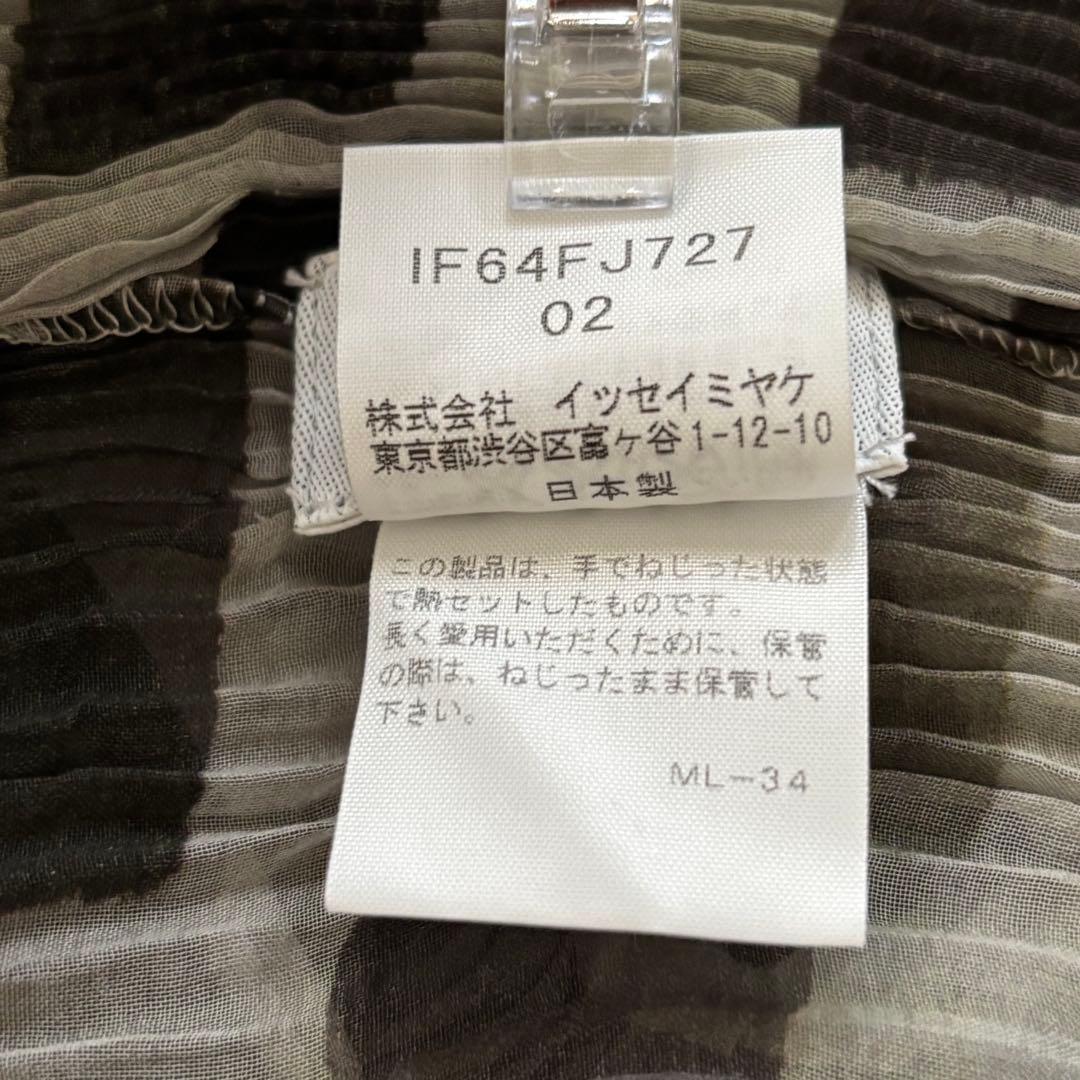 IF64FJ727
02
株式会社 イッセイミヤケ
東京都渋谷区富ヶ谷1-12-10
日本製
この製品は、手でねじった状態
で熱セットしたものです。
長く愛用いただくために、保管
の際は、ねじったまま保管して
下さい。
ML-34